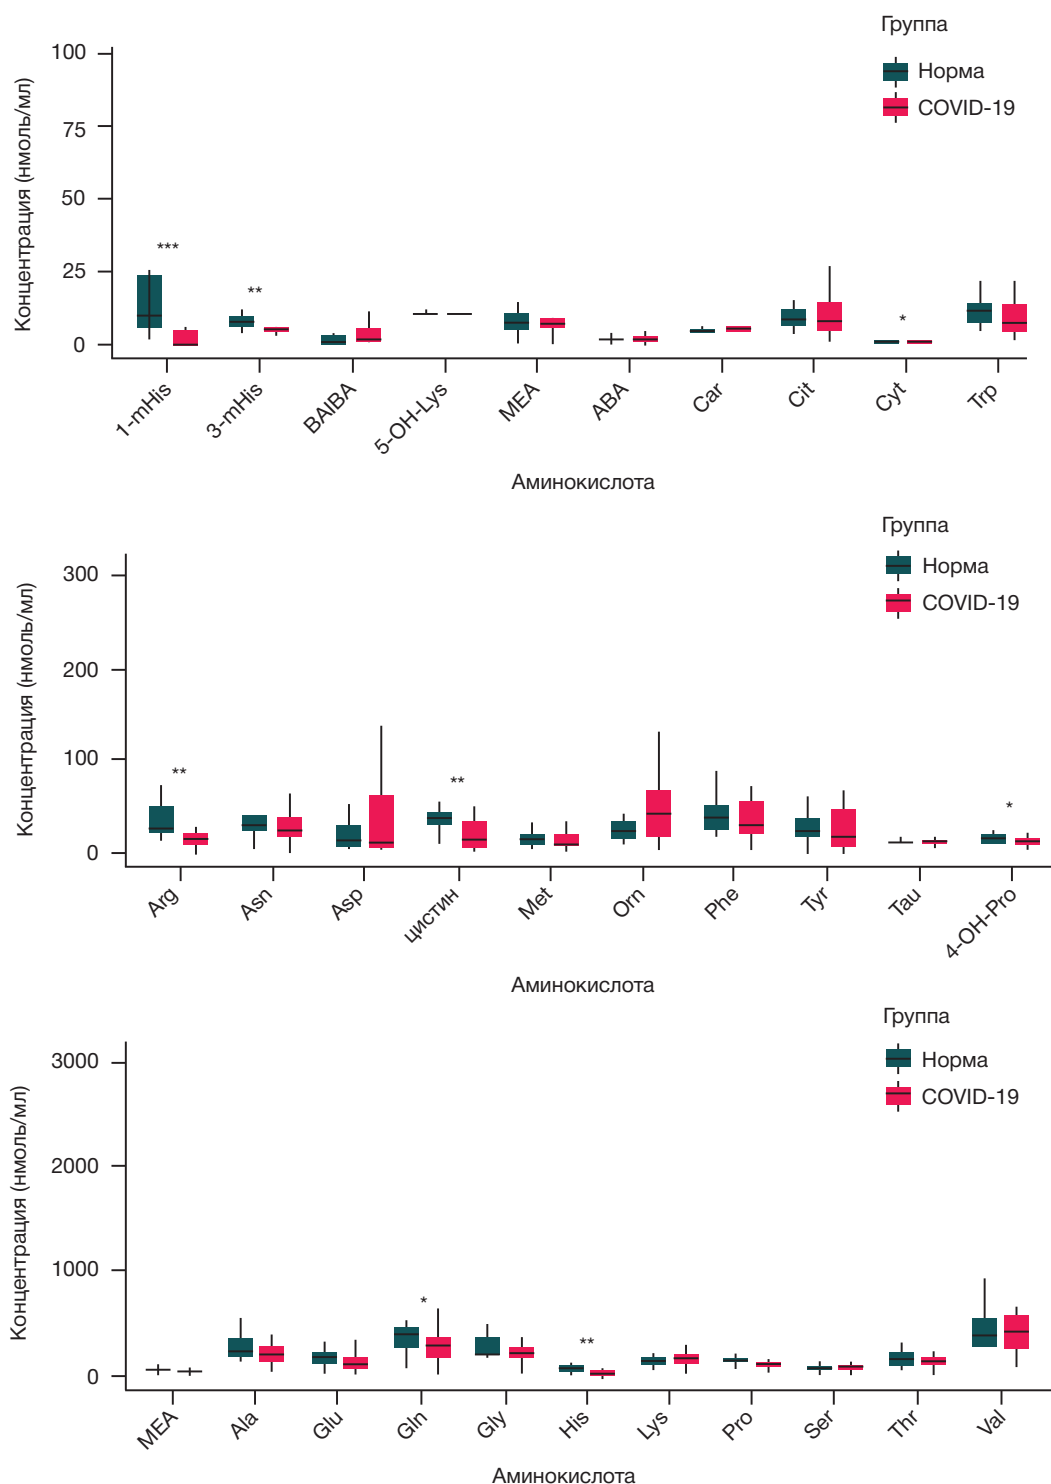 Группа
Норма
COVID-19
Концентрация (нмоль/мл)
100
75
50
25
0
***
**
*
1-mHis
3-mHis
BAIBA
5-OH-Lys
MEA
ABA
Car
Cit
Cyt
Trp
Аминокислота
Группа
Норма
COVID-19
Концентрация (нмоль/мл)
300
200
100
0
**
**
*
Arg
Asn
Asp
цистин
Met
Orn
Phe
Tyr
Tau
4-OH-Pro
Аминокислота
Группа
Норма
COVID-19
Концентрация (нмоль/мл)
3000
2000
1000
0
*
**
MEA
Ala
Glu
Gln
Gly
His
Lys
Pro
Ser
Thr
Val
Аминокислота